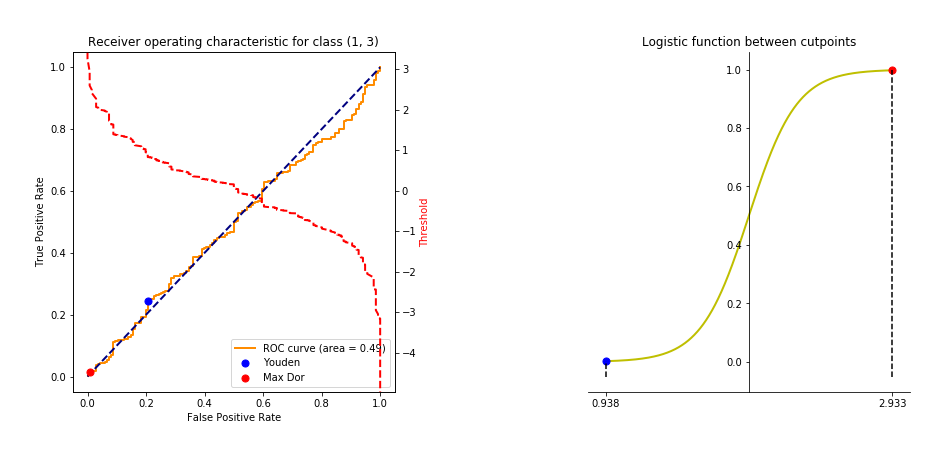 Receiver operating characteristic for class (1, 3)
1.0
0.8
0.6
0.4
0.2
0.0
True Positive Rate
0.0 0.2 0.4 0.6 0.8 1.0
False Positive Rate
3
2
1
0
−1
−2
−3
−4
Threshold
ROC curve (area = 0.49)
Youden
Max Dor
Logistic function between cutpoints
1.0
0.8
0.6
0.4
0.2
0.0
0.938 2.933